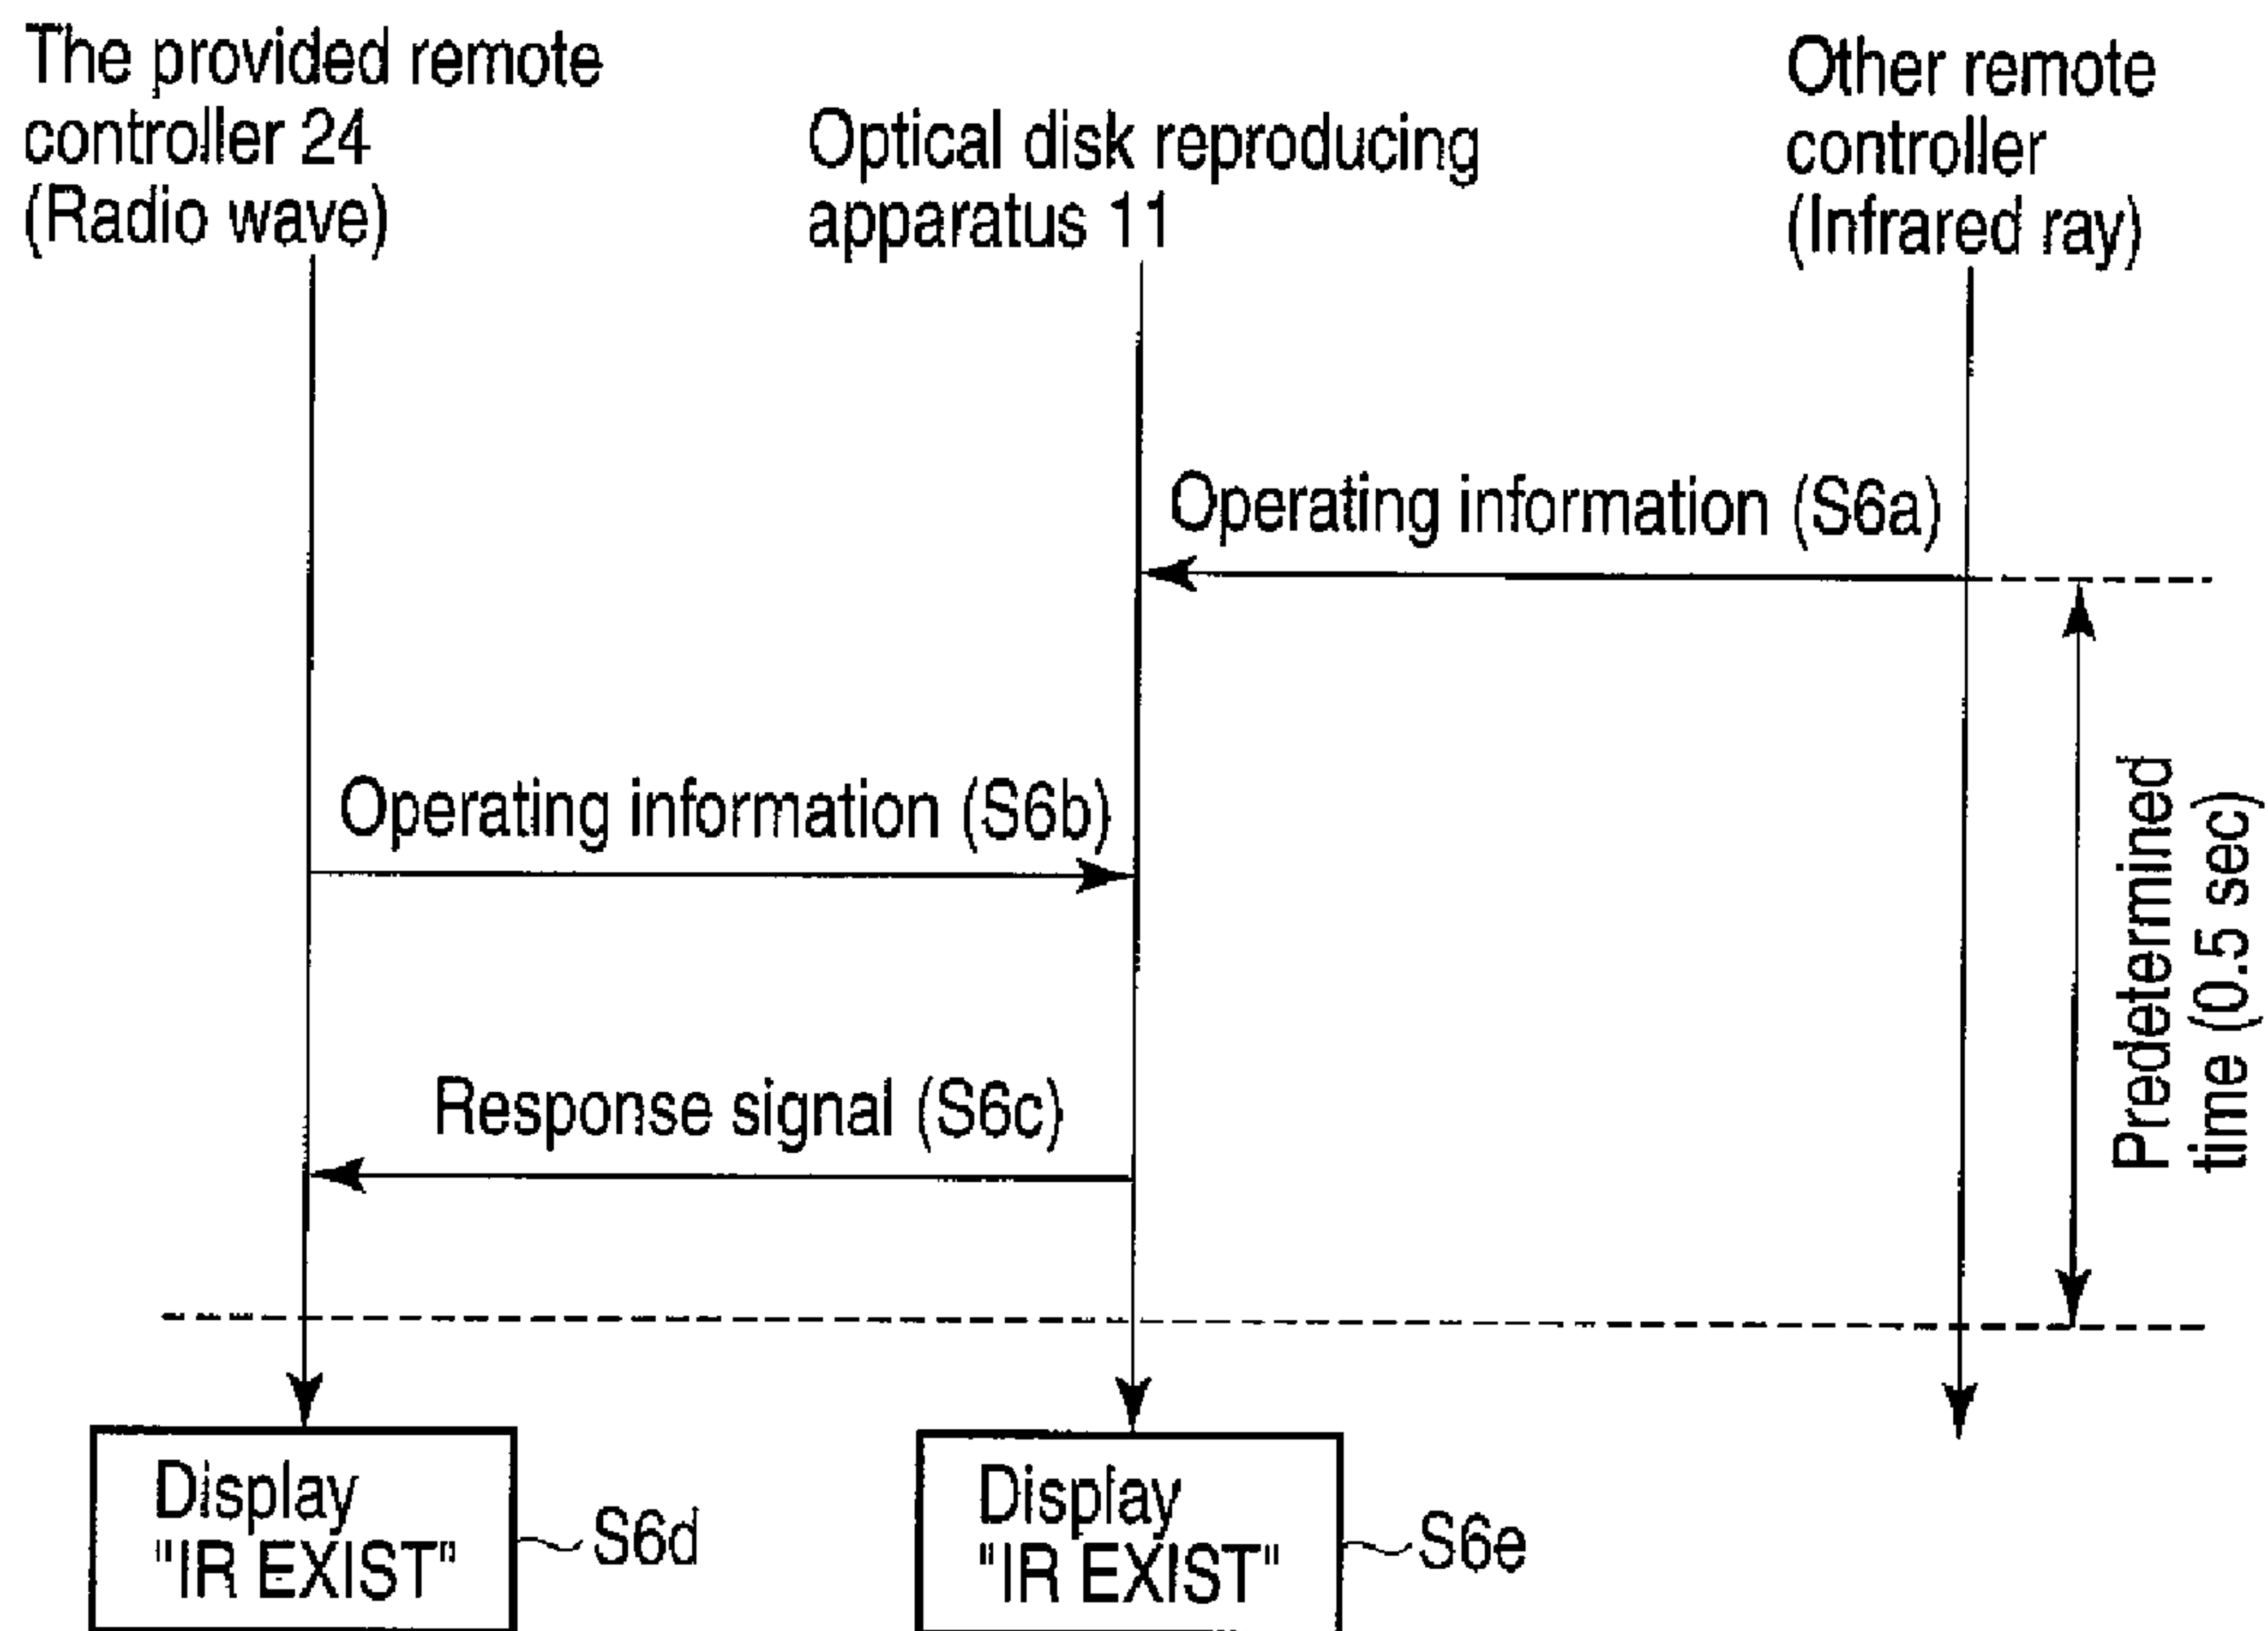 The provided remote
controller 24
(Radio wave)
Optical disk reproducing
apparatus 11
Other remote
controller
(Infrared ray)
Operating information (S6a)
Operating information (S6b)
Response signal (S6c)
Predetermined
time (0.5 sec)
Display
"IR EXIST"
S6d
Display
"IR EXIST"
S6e